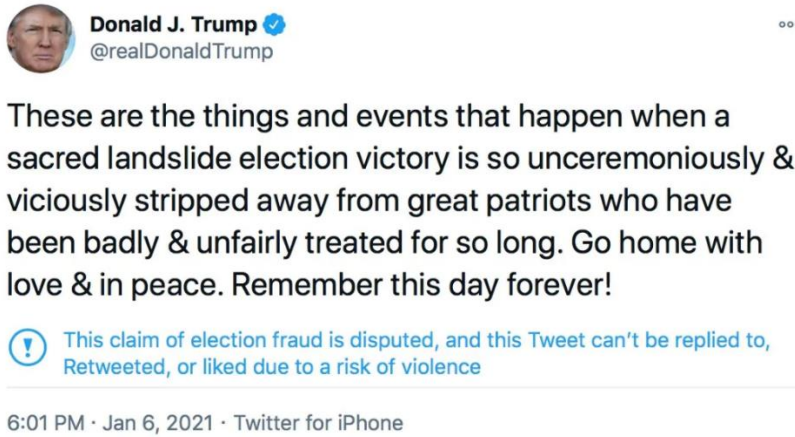 Donald J. Trump
@realDonaldTrump
These are the things and events that happen when a
sacred landslide election victory is so unceremoniously &
viciously stripped away from great patriots who have
been badly & unfairly treated for so long. Go home with
love & in peace. Remember this day forever!
This claim of election fraud is disputed, and this Tweet can’t be replied to,
Retweeted, or liked due to a risk of violence
6:01 PM · Jan 6, 2021 · Twitter for iPhone